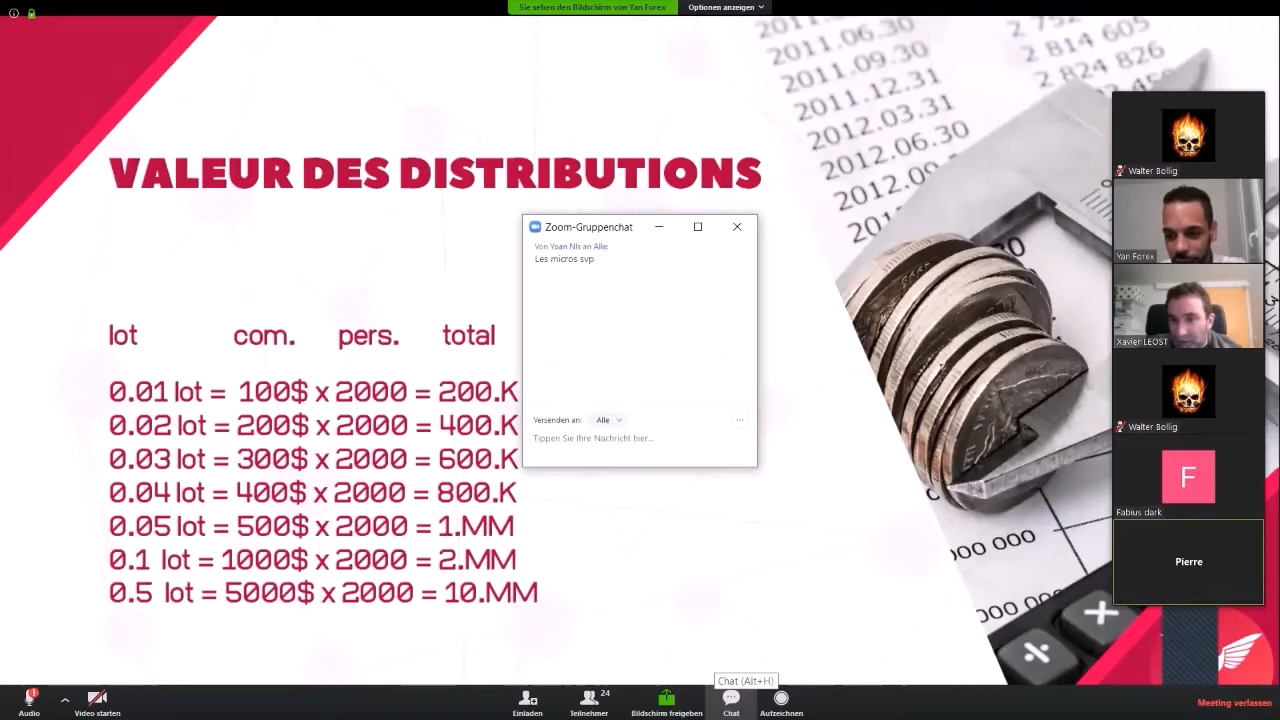 Sie sehen den Bildschirm von Yan Forex
Optionen anzeigen
2011.06.30
2011.09.30
2011.12.31
2012.03.31
2012.06.30
2 814 605
2 824 826
VALEUR DES DISTRIBUTIONS
lot com. pers. total
0.01 lot = 100$ x 2000 = 200.K
0.02 lot = 200$ x 2000 = 400.K
0.03 lot = 300$ x 2000 = 600.K
0.04 lot = 400$ x 2000 = 800.K
0.05 lot = 500$ x 2000 = 1.MM
0.1 lot = 1000$ x 2000 = 2.MM
0.5 lot = 5000$ x 2000 = 10.MM
Zoom-Gruppenchat
Von Yoan Nls an Alle:
Les micros svp
Versenden an: Alle
...
Tippen Sie Ihre Nachricht hier...
Walter Bollig
Yan Forex
Xavier LEOST
Walter Bollig
F
Fabius dark
Pierre
Chat (Alt+H)
Audio
Video starten
Einladen
24
Teilnehmer
Bildschirm freigeben
Chat
Aufzeichnen
Meeting verlassen